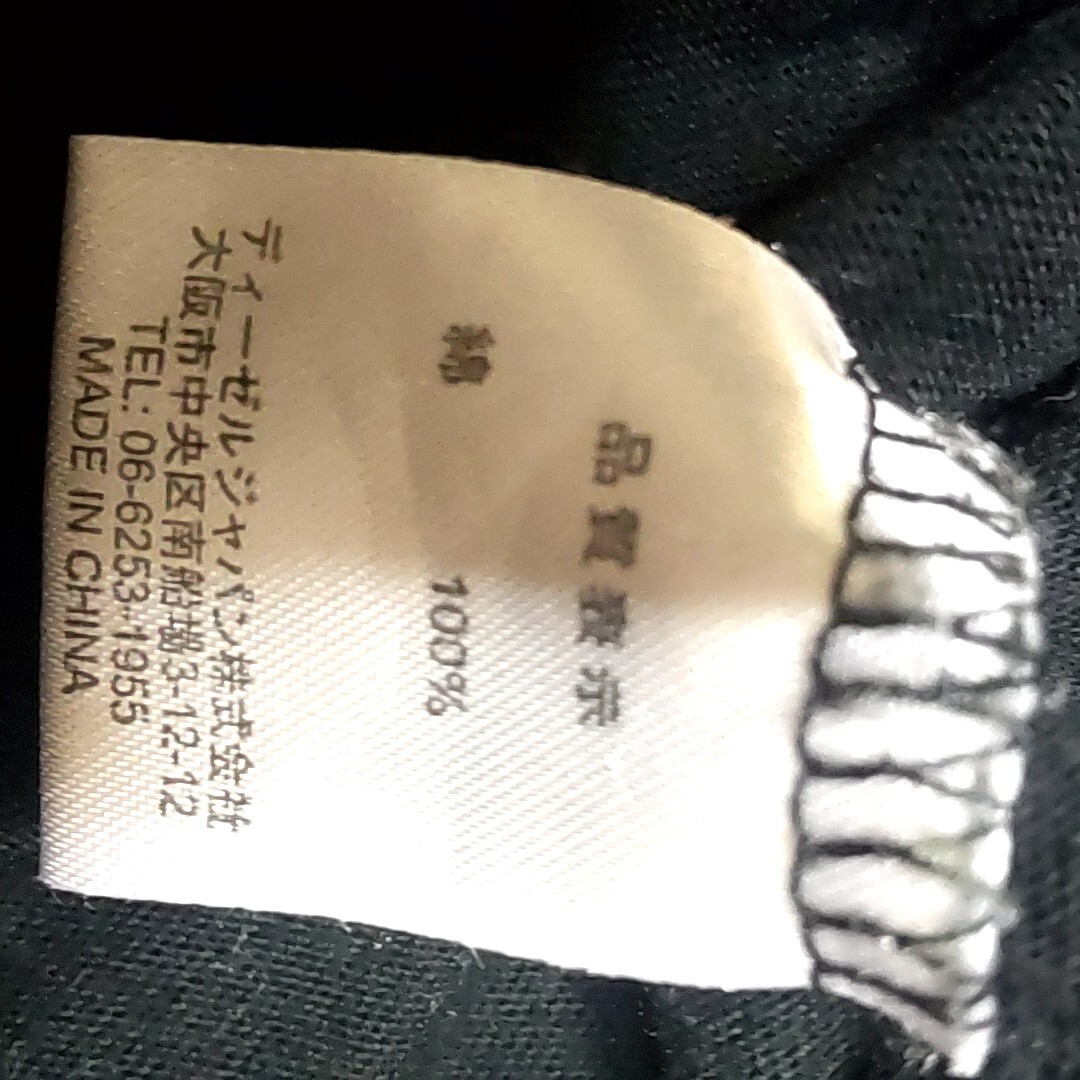 品質表示
綿 100%
ディーゼルジャパン株式会社
大阪市中央区南船場3-12-12
TEL: 06-6253-1955
MADE IN CHINA